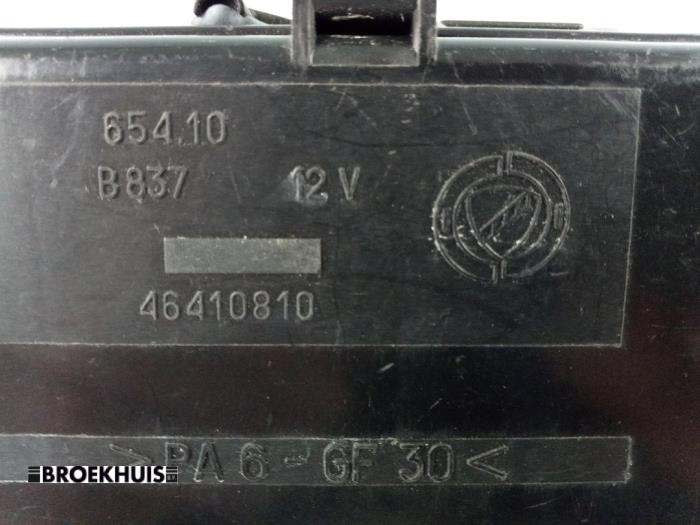 654.10
B837 12 V
46410810
>PA 6 - GF 30<
BROEKHUIS